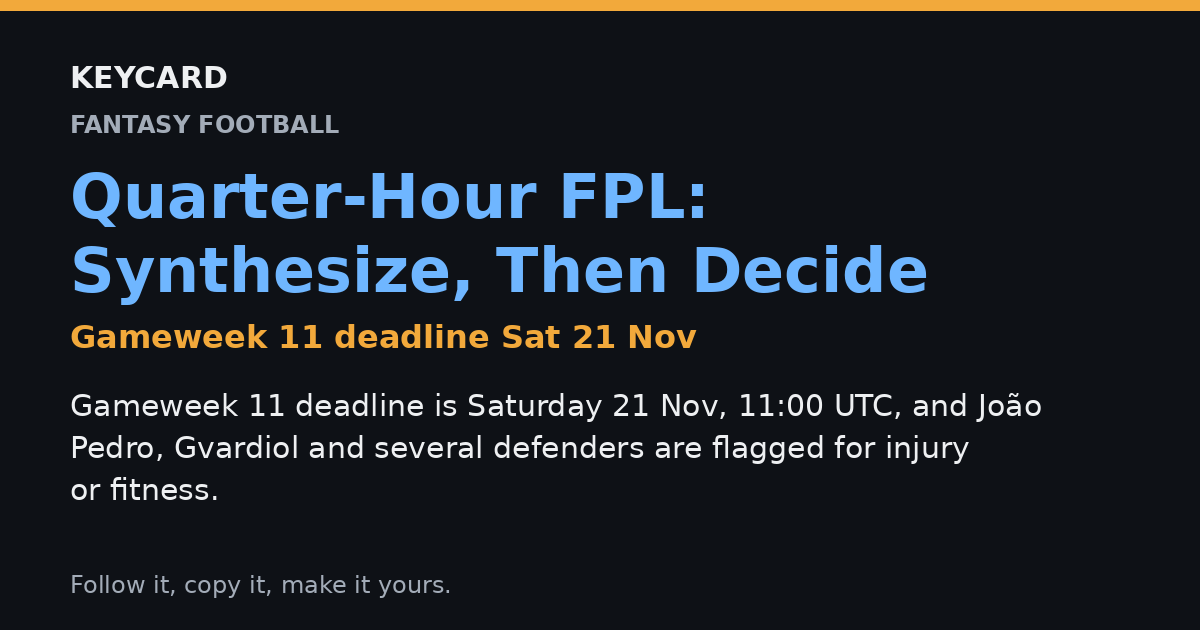 KEYCARD
FANTASY FOOTBALL
Quarter-Hour FPL:
Synthesize, Then Decide
Gameweek 11 deadline Sat 21 Nov
Gameweek 11 deadline is Saturday 21 Nov, 11:00 UTC, and João
Pedro, Gvardiol and several defenders are flagged for injury
or fitness.
Follow it, copy it, make it yours.